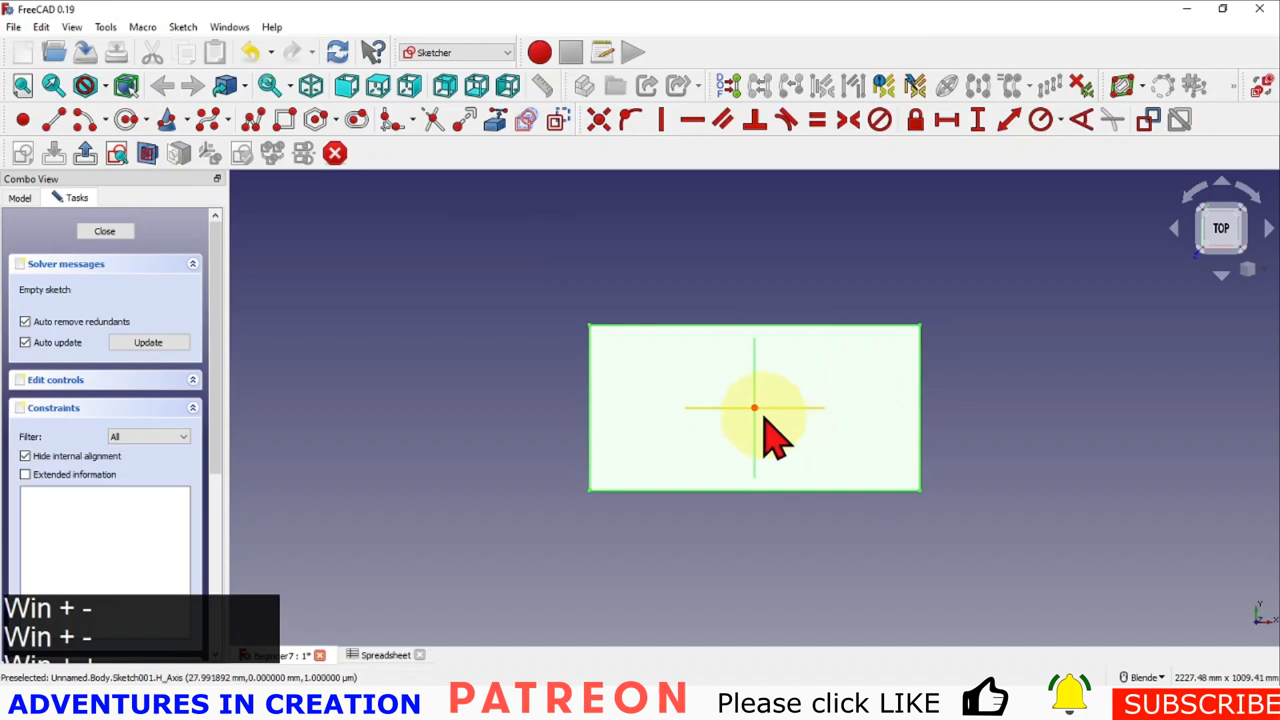 FreeCAD 0.19
File Edit View Tools Macro Sketch Windows Help
Sketcher
Combo View
Model Tasks
Close
TOP
Solver messages
Empty sketch
Auto remove redundants
Auto update Update
Edit controls
Constraints
Filter: All
Hide internal alignment
Extended information
Win + -
Win + -
Beginner7 : 1* Spreadsheet
Y
Z X
Preselected: Unnamed.Body.Sketch001.H_Axis (27.991892 mm,0.000000 mm,1.000000 µm) Blende 2227.48 mm x 1009.41 mm
ADVENTURES IN CREATION PATREON Please click LIKE SUBSCRIBE